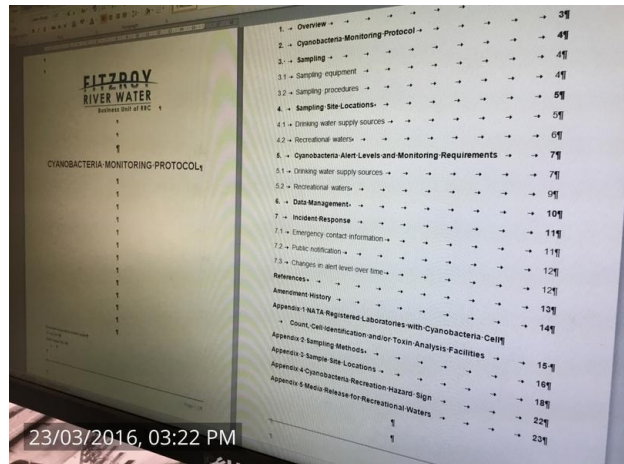 FITZROY
RIVER WATER
Business Unit of RRC
CYANOBACTERIA·MONITORING·PROTOCOL
1. → Overview → 3¶
2. → Cyanobacteria·Monitoring·Protocol → 4¶
3. → Sampling → 4¶
3.1 → Sampling·equipment → 4¶
3.2 → Sampling·procedures → 5¶
4. → Sampling·Site·Locations → 5¶
4.1 → Drinking·water·supply·sources → 5¶
4.2 → Recreational·waters → 6¶
5. → Cyanobacteria·Alert·Levels·and·Monitoring·Requirements → 7¶
5.1 → Drinking·water·supply·sources → 7¶
5.2 → Recreational·waters → 9¶
6. → Data·Management → 10¶
7 → Incident·Response → 11¶
7.1 → Emergency·contact·information → 11¶
7.2 → Public·notification → 12¶
7.3 → Changes·in·alert·level·over·time → 12¶
References → 13¶
Amendment·History → 14¶
Appendix·1·NATA·Registered·Laboratories·with·Cyanobacteria·Cell¶
→ Count,·Cell·Identification·and/or·Toxin·Analysis·Facilities → 15·¶
Appendix·2·Sampling·Methods → 16¶
Appendix·3·Sample·Site·Locations → 18¶
Appendix·4·Cyanobacteria·Recreation·Hazard·Sign → 22¶
Appendix·5·Media·Release·for·Recreational·Waters → 23¶
23/03/2016, 03:22 PM